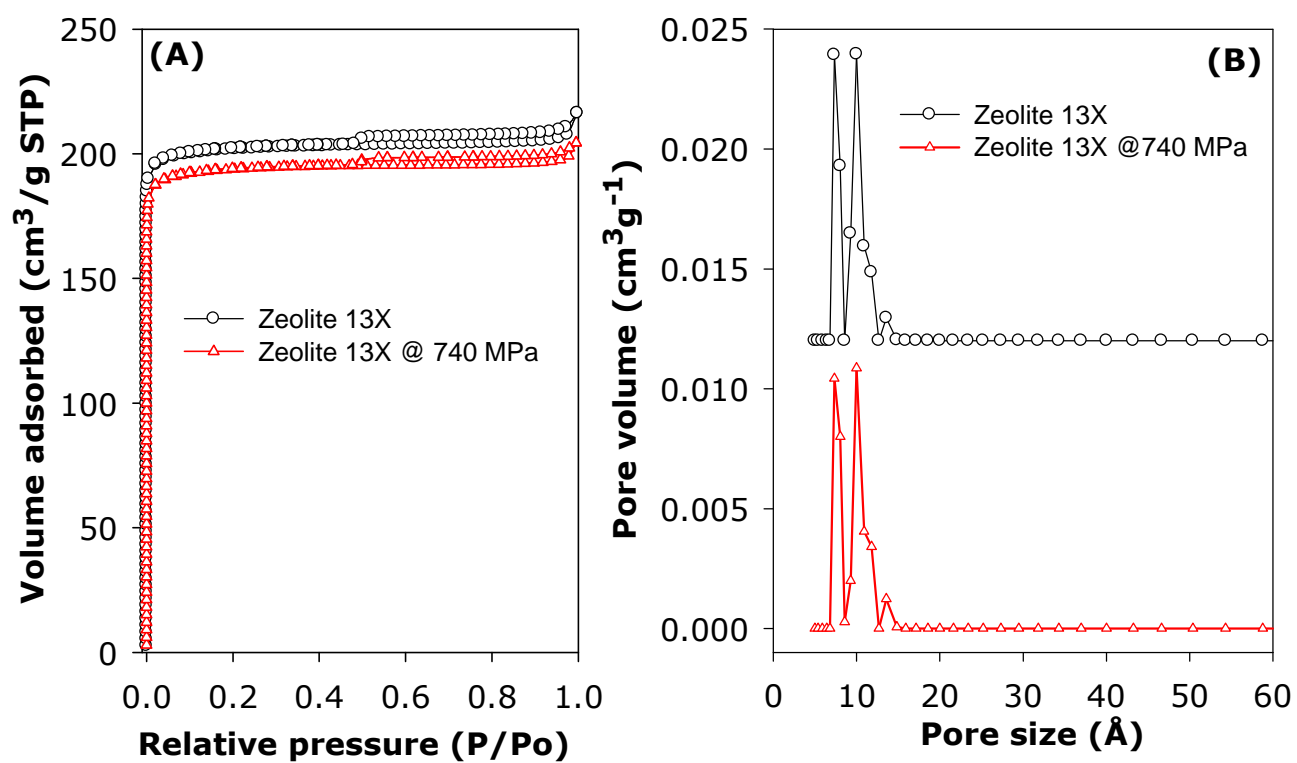 (A)
Volume adsorbed (cm³/g STP)
250
200
150
100
50
0
Zeolite 13X
Zeolite 13X @ 740 MPa
0.0 0.2 0.4 0.6 0.8 1.0
Relative pressure (P/Po)
(B)
Pore volume (cm³g⁻¹)
0.025
0.020
0.015
0.010
0.005
0.000
Zeolite 13X
Zeolite 13X @740 MPa
0 10 20 30 40 50 60
Pore size (Å)